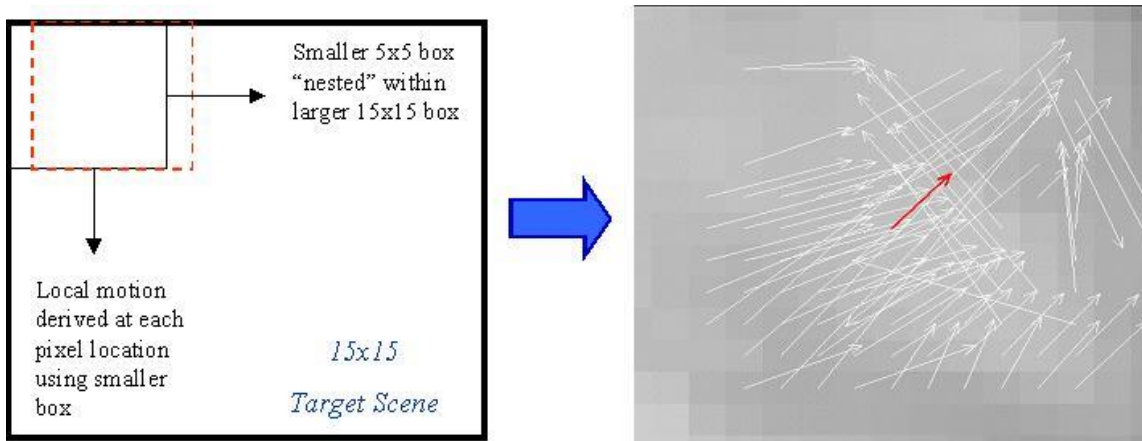 Smaller 5x5 box
“nested” within
larger 15x15 box
Local motion
derived at each
pixel location
using smaller
box
15x15
Target Scene